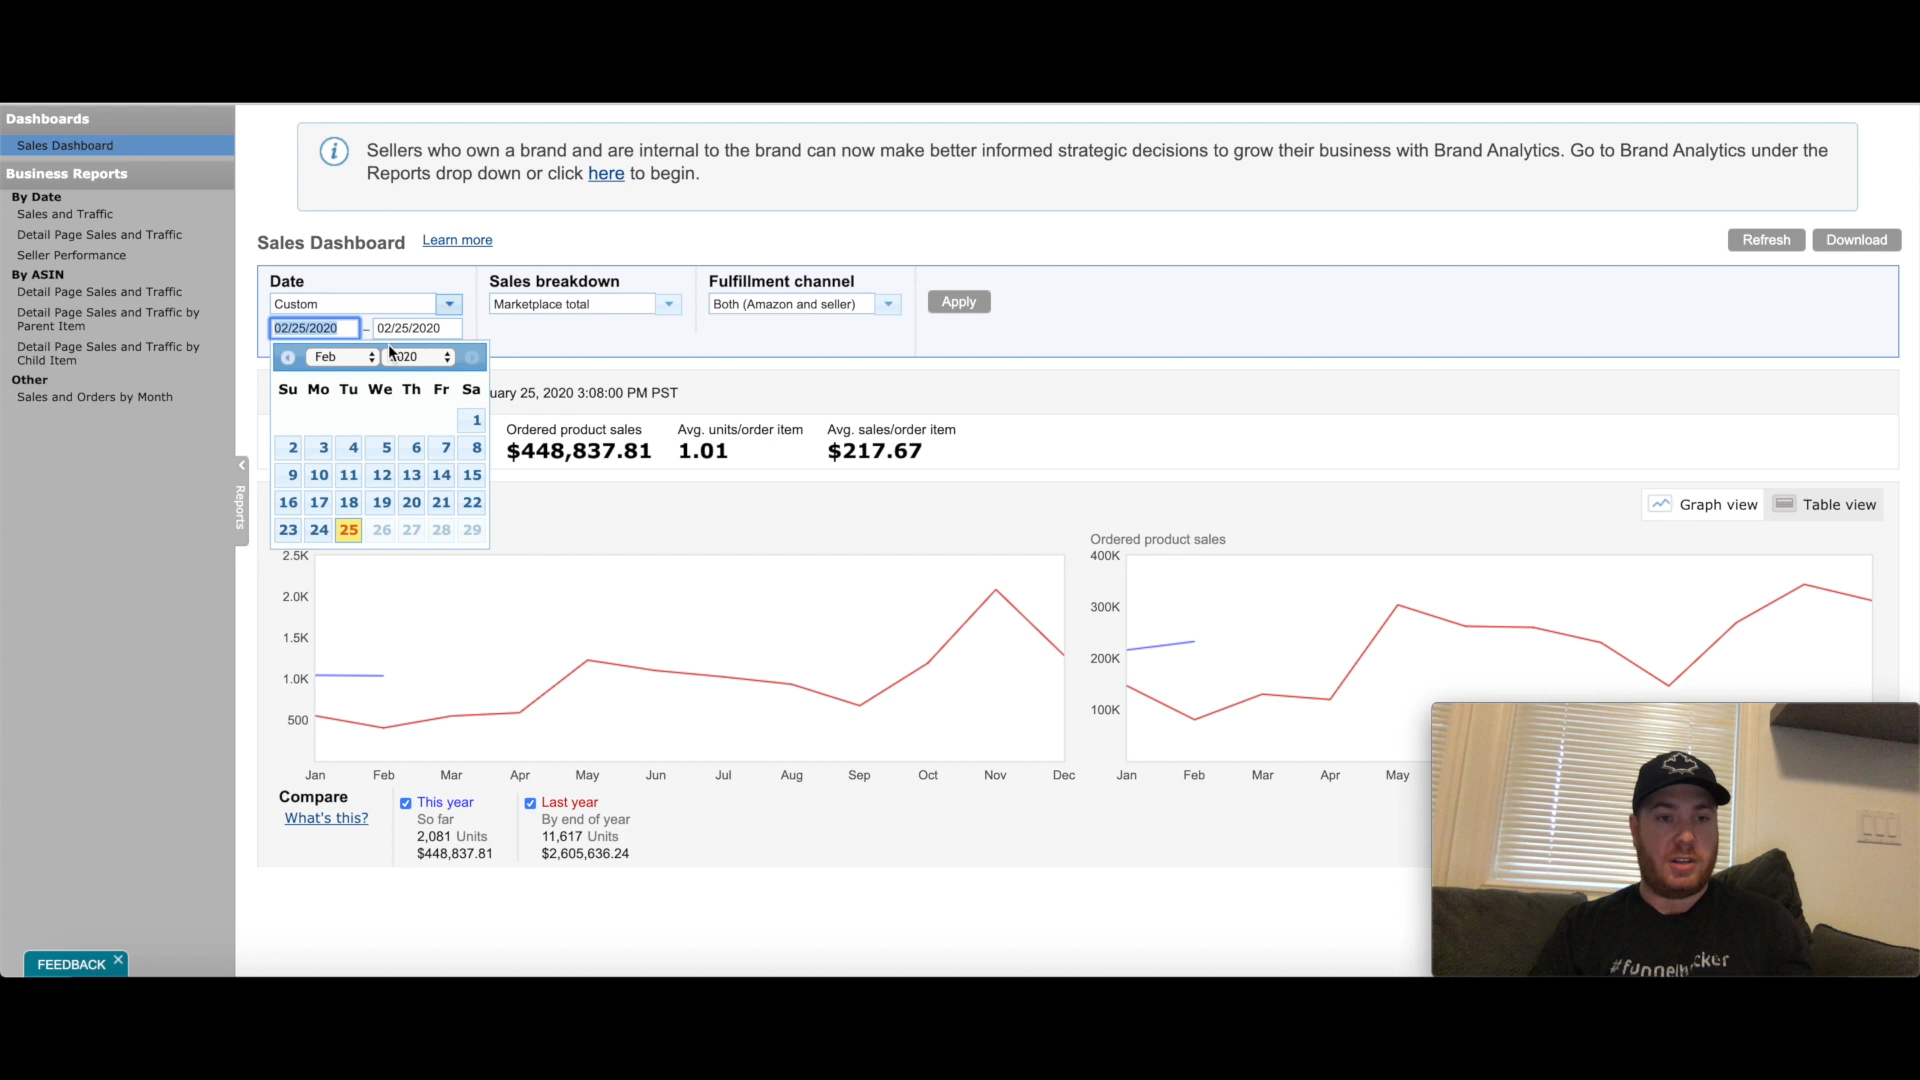 Dashboards
Sales Dashboard
Business Reports
By Date
Sales and Traffic
Detail Page Sales and Traffic
Seller Performance
By ASIN
Detail Page Sales and Traffic
Detail Page Sales and Traffic by
Parent Item
Detail Page Sales and Traffic by
Child Item
Other
Sales and Orders by Month
Reports
FEEDBACK
Sellers who own a brand and are internal to the brand can now make better informed strategic decisions to grow their business with Brand Analytics. Go to Brand Analytics under the
Reports drop down or click here to begin.
Sales Dashboard Learn more
Refresh Download
Date Sales breakdown Fulfillment channel
Custom Marketplace total Both (Amazon and seller) Apply
02/25/2020 – 02/25/2020
Feb 2020
Su Mo Tu We Th Fr Sa
1
2 3 4 5 6 7 8
9 10 11 12 13 14 15
16 17 18 19 20 21 22
23 24 25 26 27 28 29
uary 25, 2020 3:08:00 PM PST
Ordered product sales Avg. units/order item Avg. sales/order item
$448,837.81 1.01 $217.67
Graph view Table view
2.5K
2.0K
1.5K
1.0K
500
Jan Feb Mar Apr May Jun Jul Aug Sep Oct Nov Dec
Ordered product sales
400K
300K
200K
100K
Jan Feb Mar Apr May
Compare
What's this?
This year
So far
2,081 Units
$448,837.81
Last year
By end of year
11,617 Units
$2,605,636.24